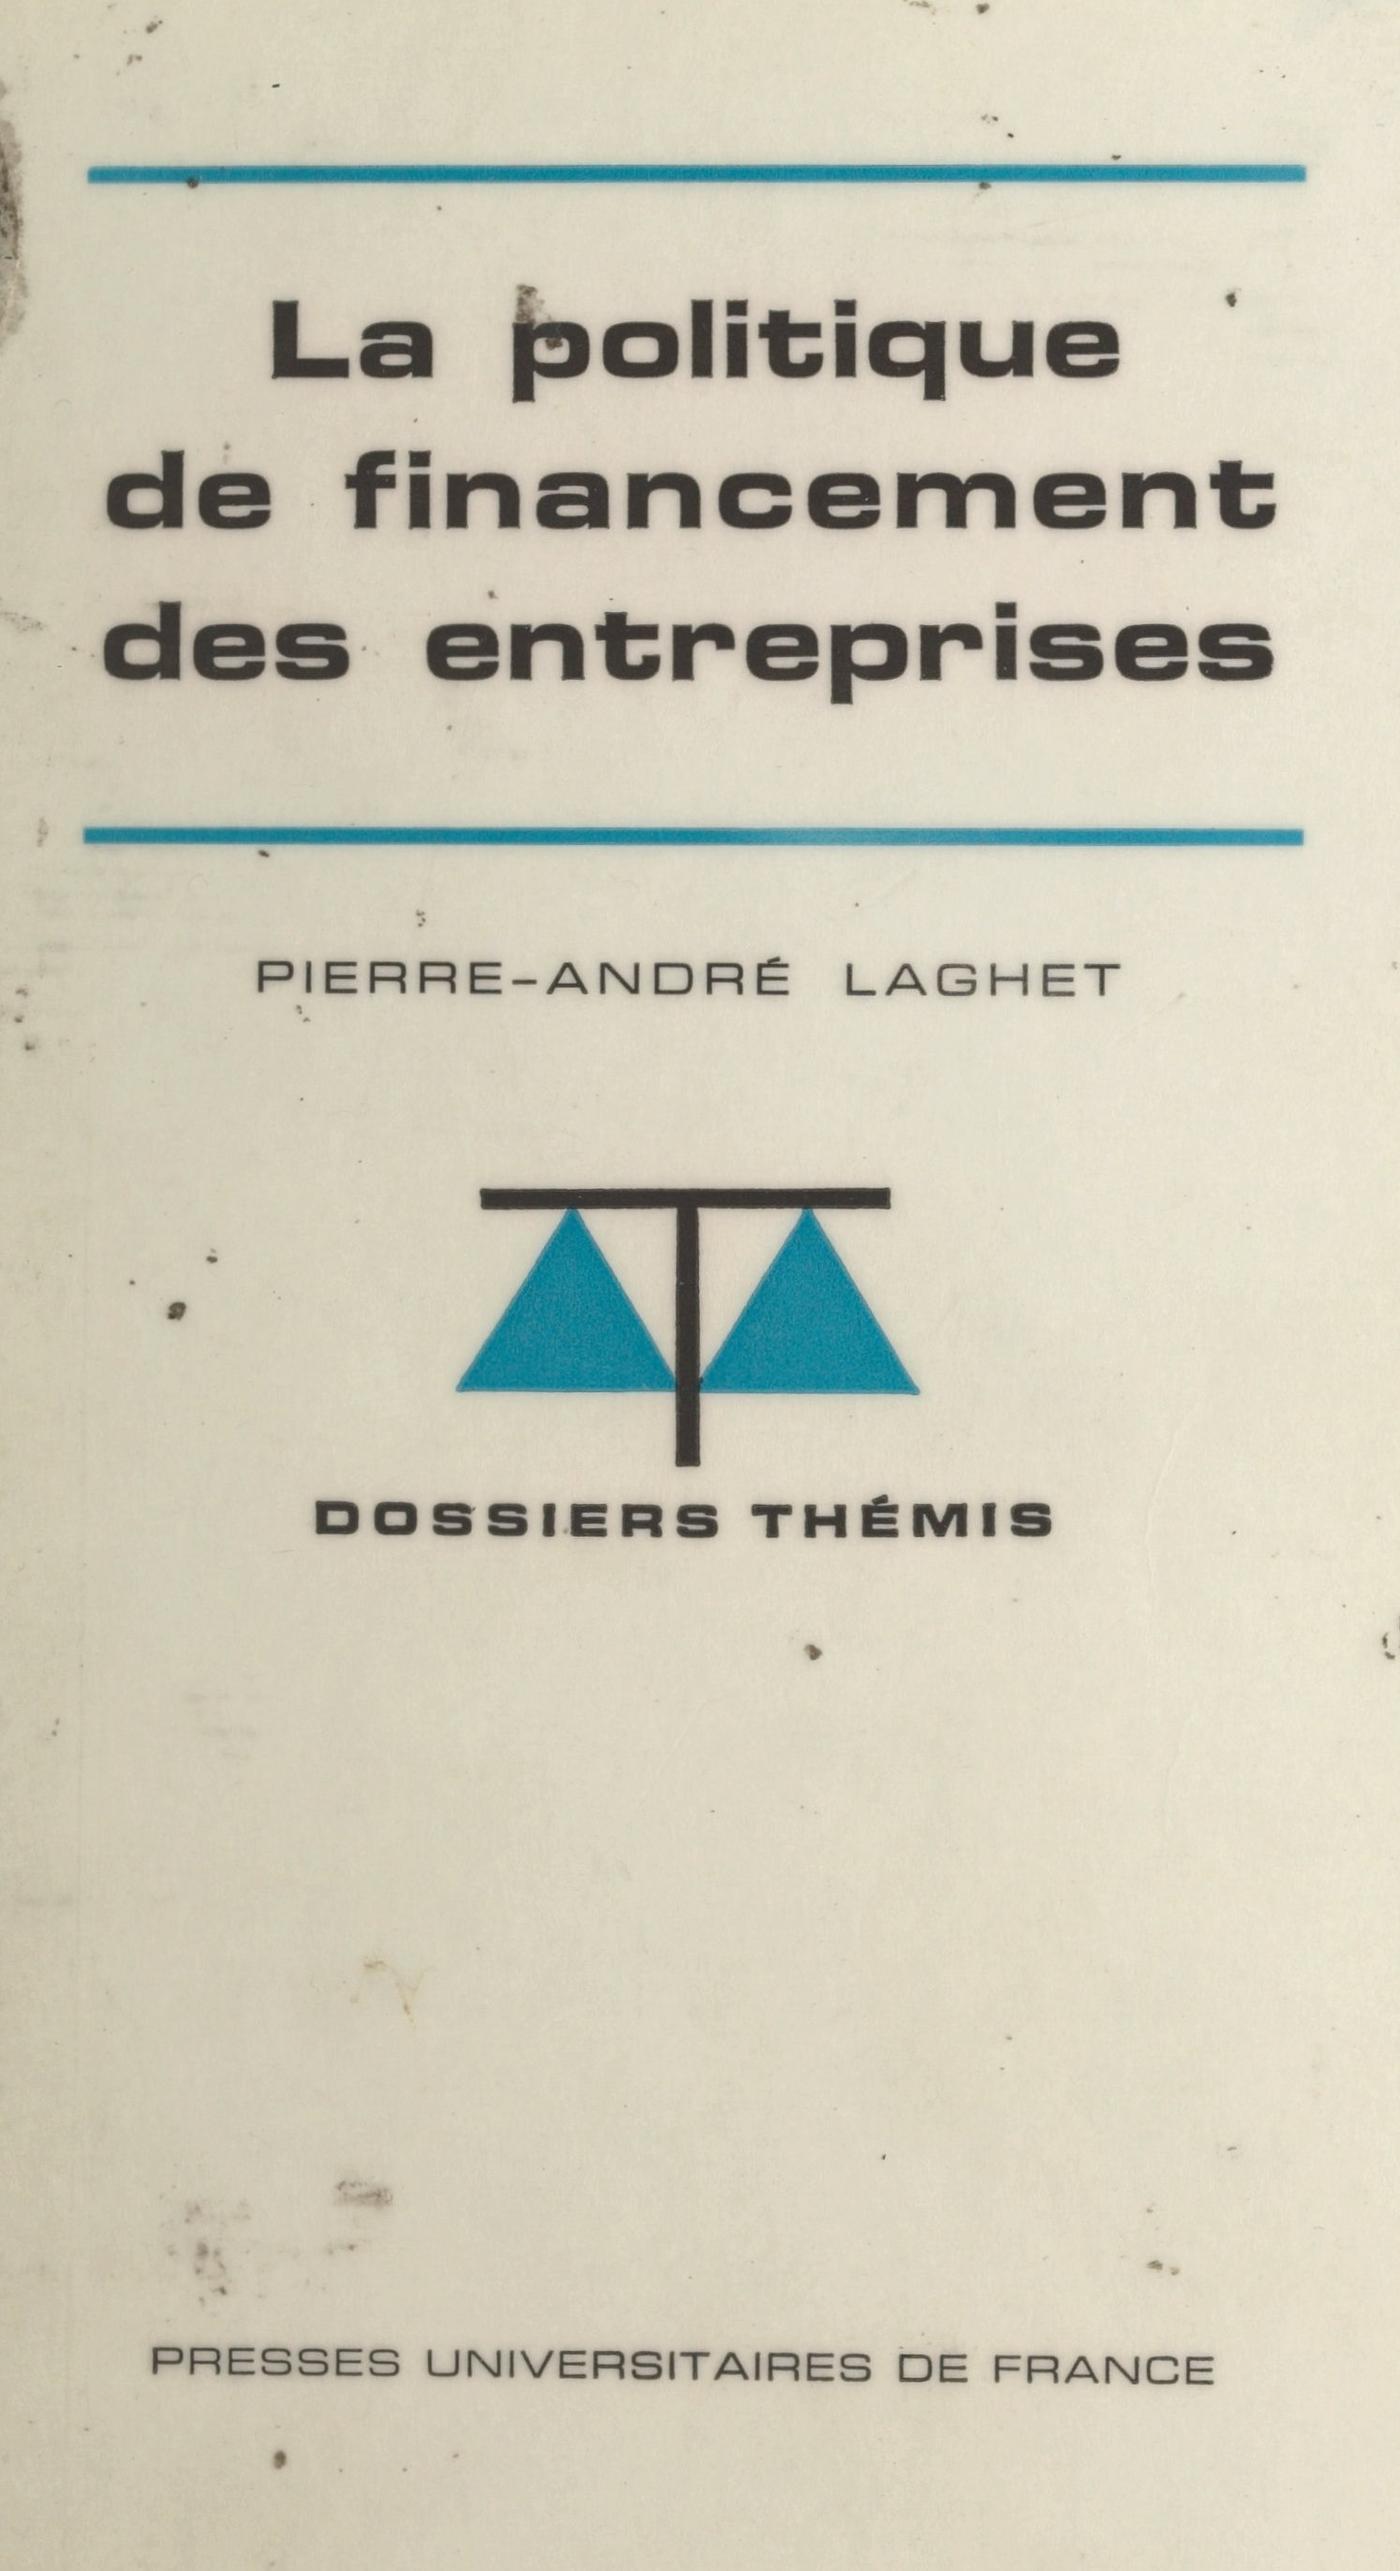 La politique
de financement
des entreprises
PIERRE-ANDRÉ LAGHET
DOSSIERS THÉMIS
PRESSES UNIVERSITAIRES DE FRANCE